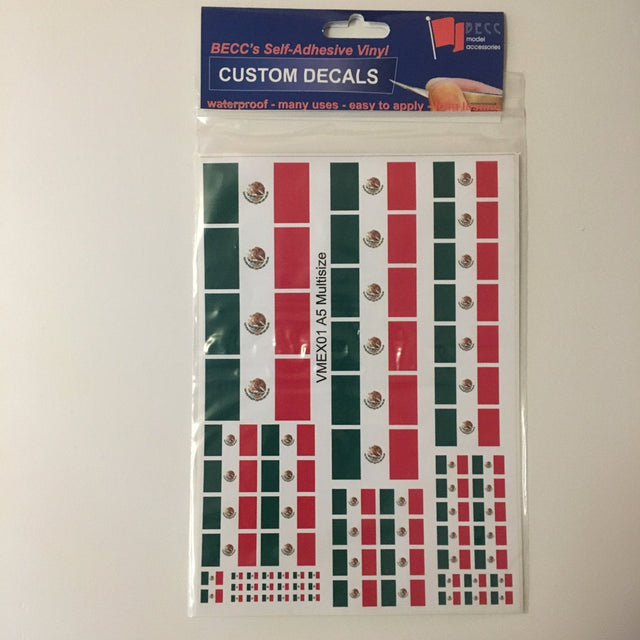 BECC's Self-Adhesive Vinyl
CUSTOM DECALS
waterproof - many uses - easy to apply -
BECC
model
accessories
VMEX01 A5 Multisize